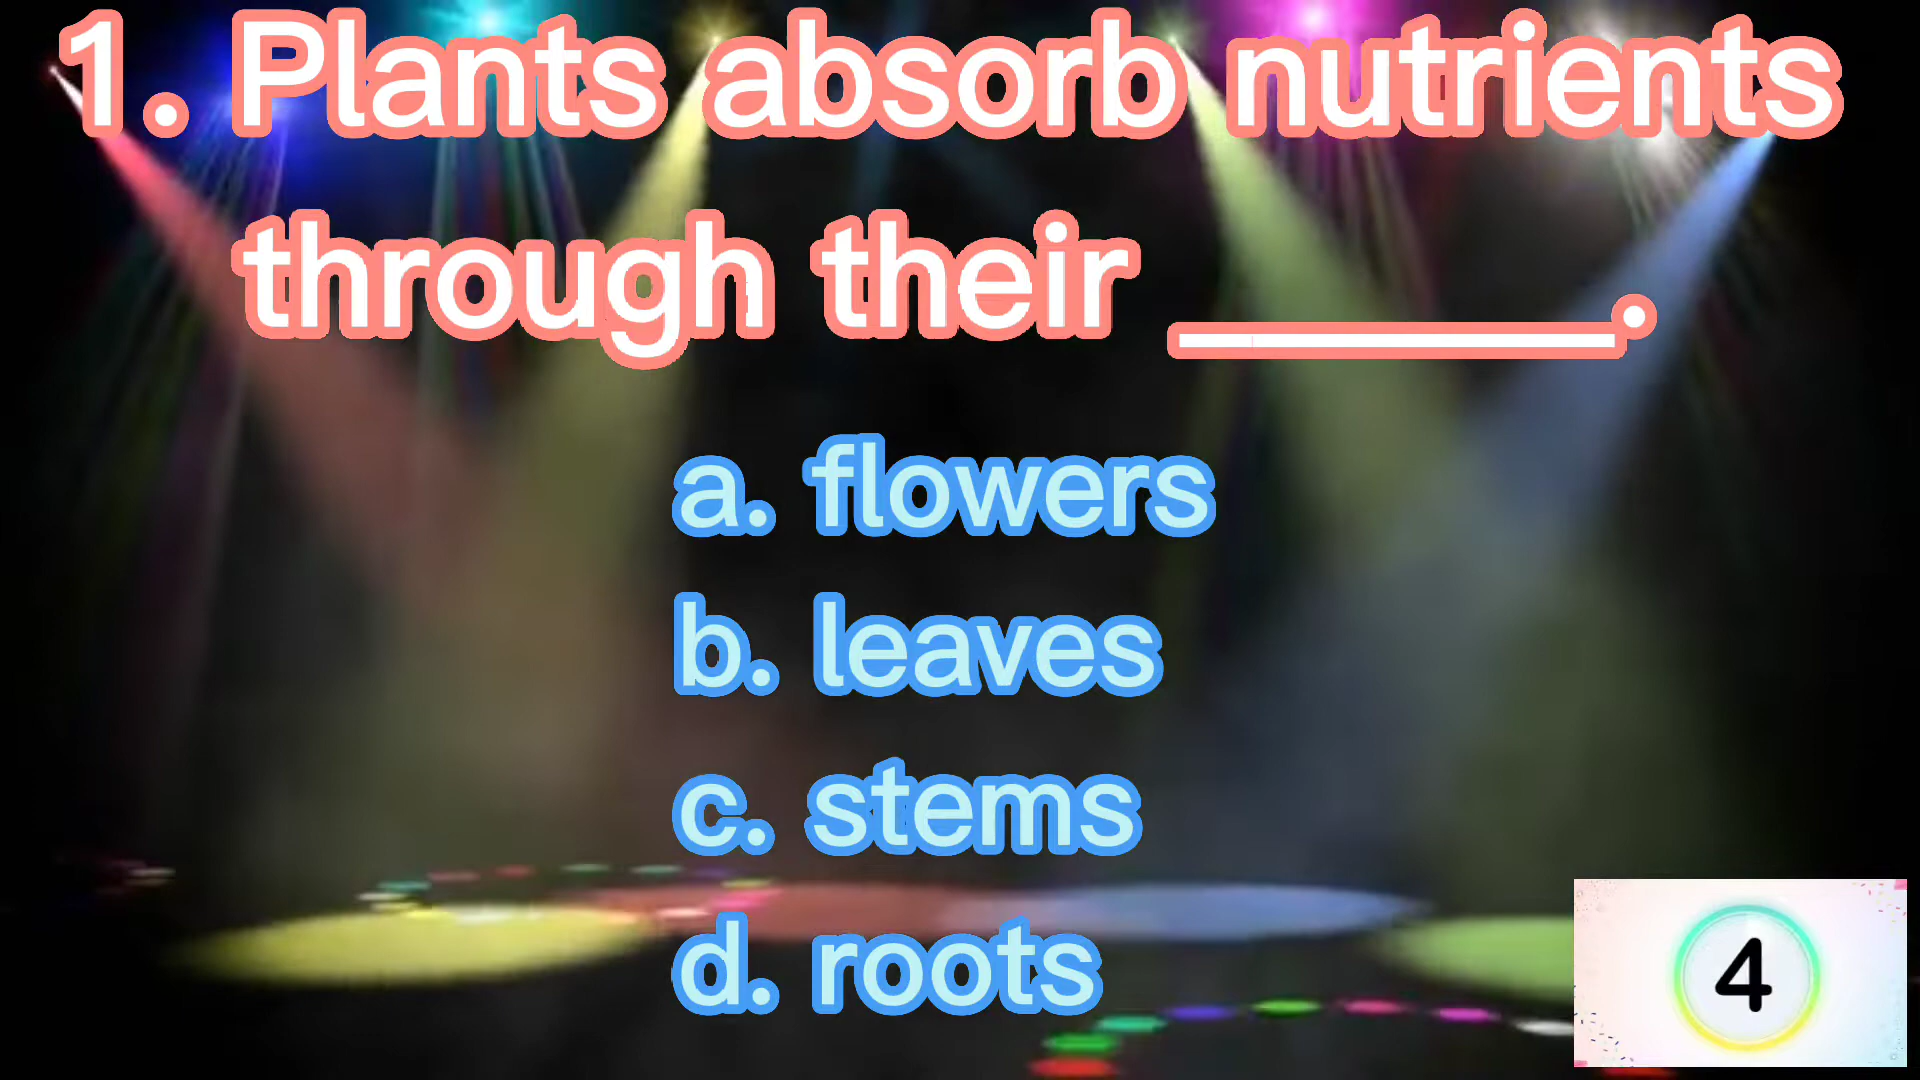 1. Plants absorb nutrients
through their ______.
a. flowers
b. leaves
c. stems
d. roots
4